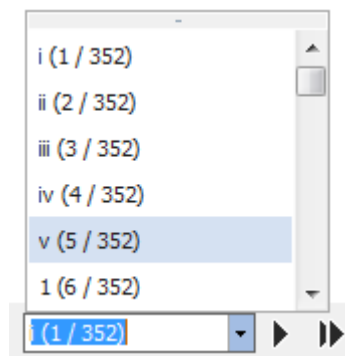 i (1 / 352)
ii (2 / 352)
iii (3 / 352)
iv (4 / 352)
v (5 / 352)
1 (6 / 352)
i (1 / 352)